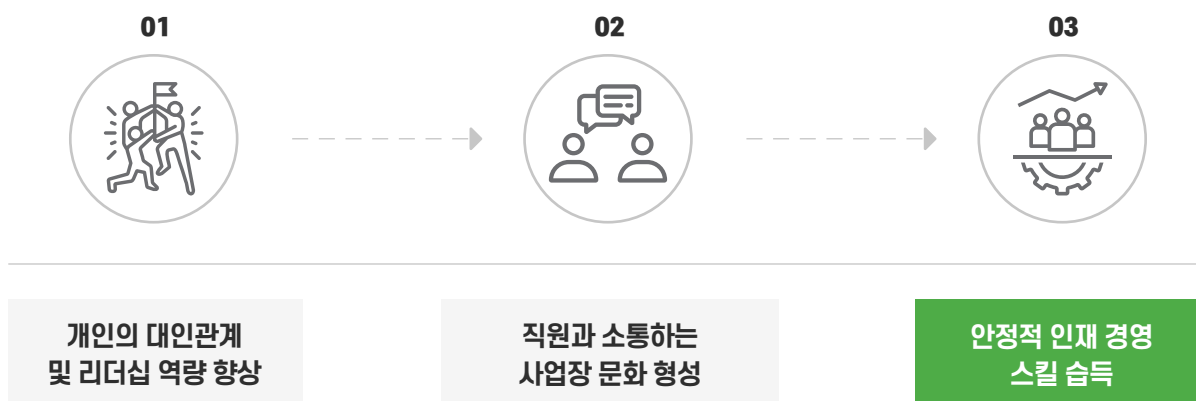 01
02
03
개인의 대인관계
및 리더십 역량 향상
직원과 소통하는
사업장 문화 형성
안정적 인재 경영
스킬 습득